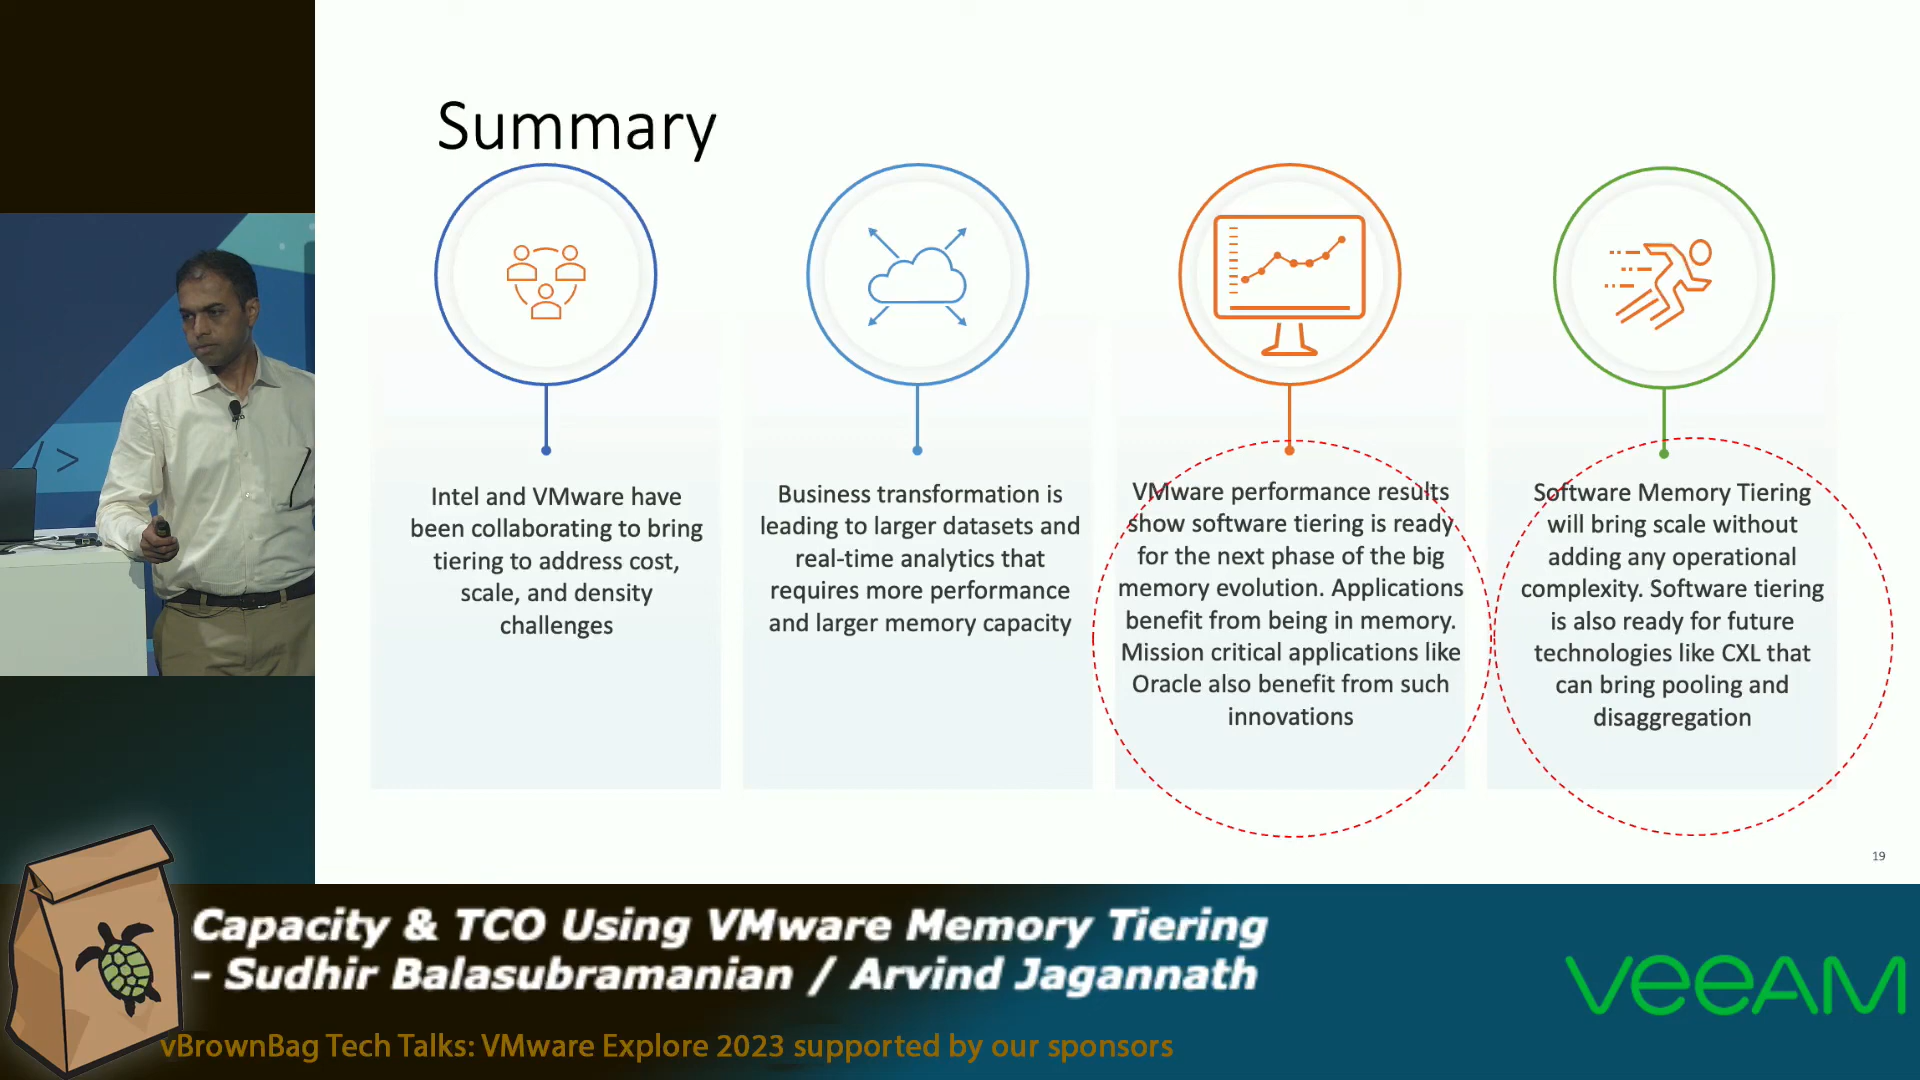 Summary
Intel and VMware have
been collaborating to bring
tiering to address cost,
scale, and density
challenges
Business transformation is
leading to larger datasets and
real-time analytics that
requires more performance
and larger memory capacity
VMware performance results
show software tiering is ready
for the next phase of the big
memory evolution. Applications
benefit from being in memory.
Mission critical applications like
Oracle also benefit from such
innovations
Software Memory Tiering
will bring scale without
adding any operational
complexity. Software tiering
is also ready for future
technologies like CXL that
can bring pooling and
disaggregation
19
/>
Capacity & TCO Using VMware Memory Tiering
- Sudhir Balasubramanian / Arvind Jagannath
veeAM
vBrownBag Tech Talks: VMware Explore 2023 supported by our sponsors